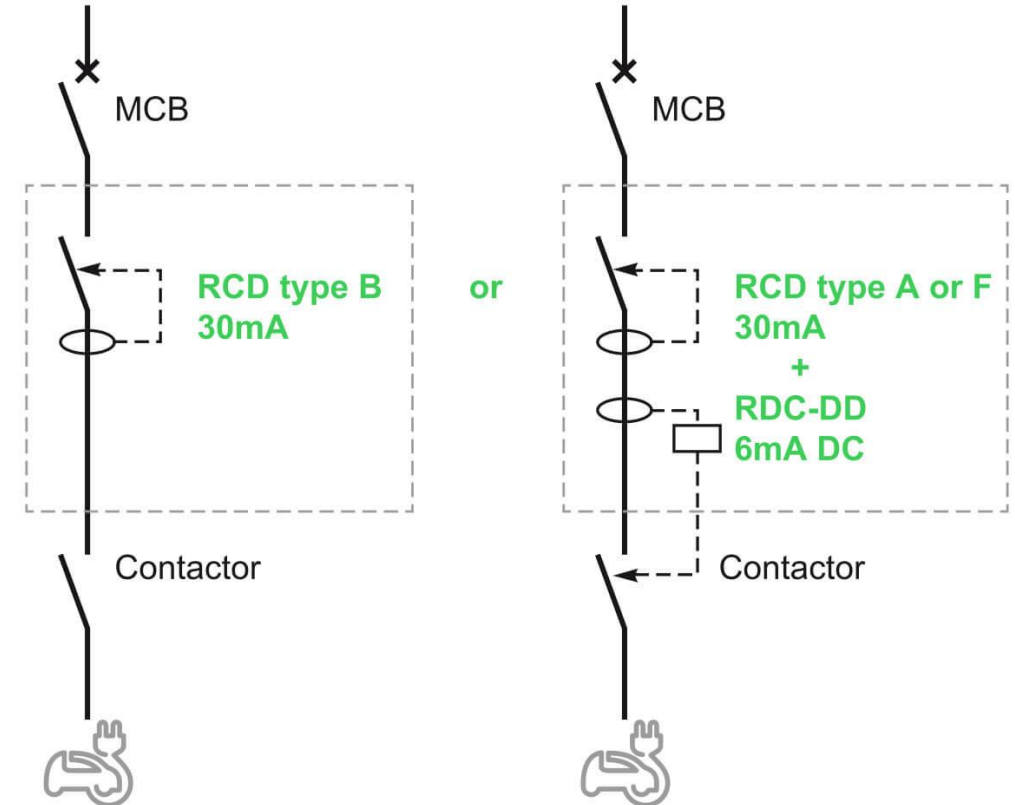 MCB
RCD type B
30mA
Contactor
or
MCB
RCD type A or F
30mA
+
RDC-DD
6mA DC
Contactor